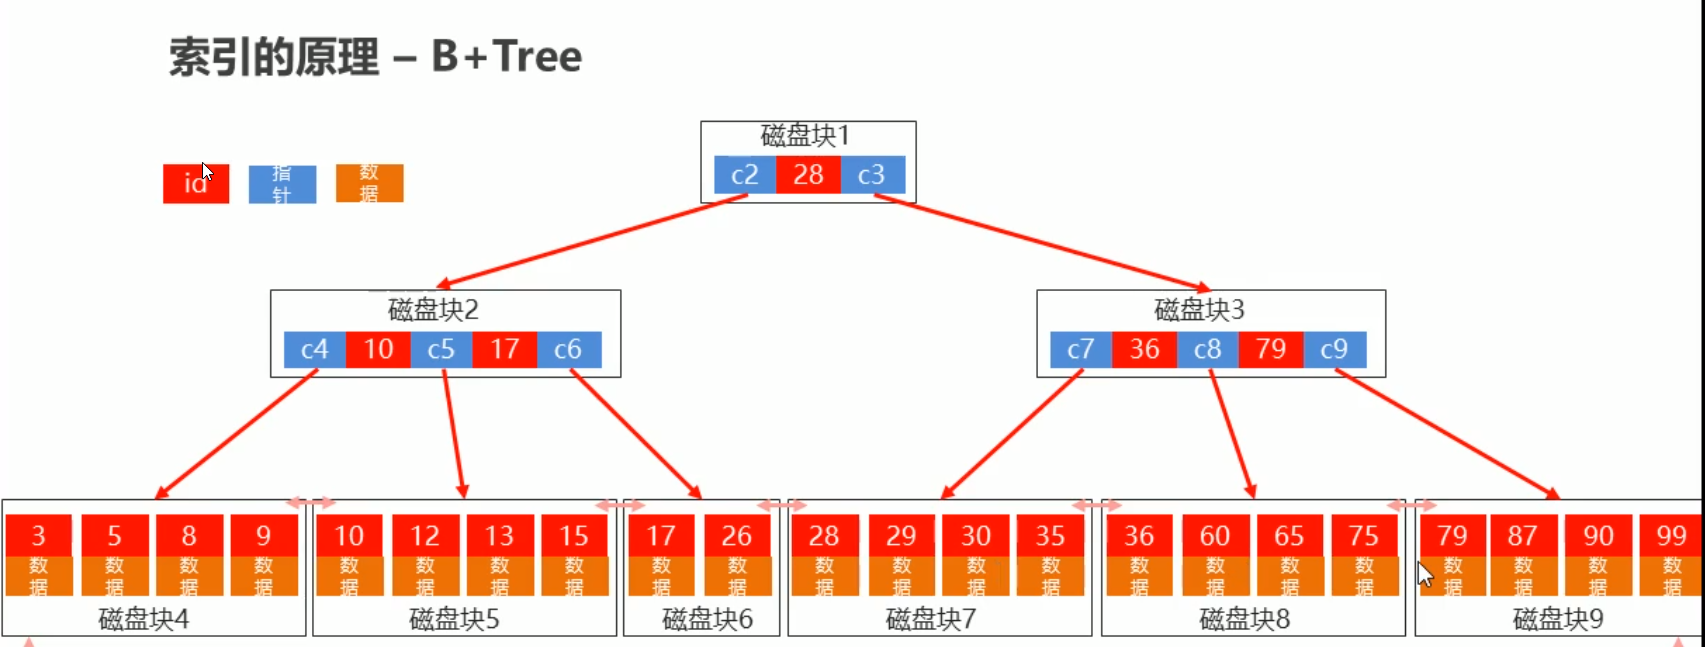 索引的原理 – B+Tree
id 指针 数据
磁盘块1
c2 28 c3
磁盘块2
c4 10 c5 17 c6
磁盘块3
c7 36 c8 79 c9
3 5 8 9
数据 数据 数据 数据
磁盘块4
10 12 13 15
数据 数据 数据 数据
磁盘块5
17 26
数据 数据
磁盘块6
28 29 30 35
数据 数据 数据 数据
磁盘块7
36 60 65 75
数据 数据 数据 数据
磁盘块8
79 87 90 99
数据 数据 数据 数据
磁盘块9